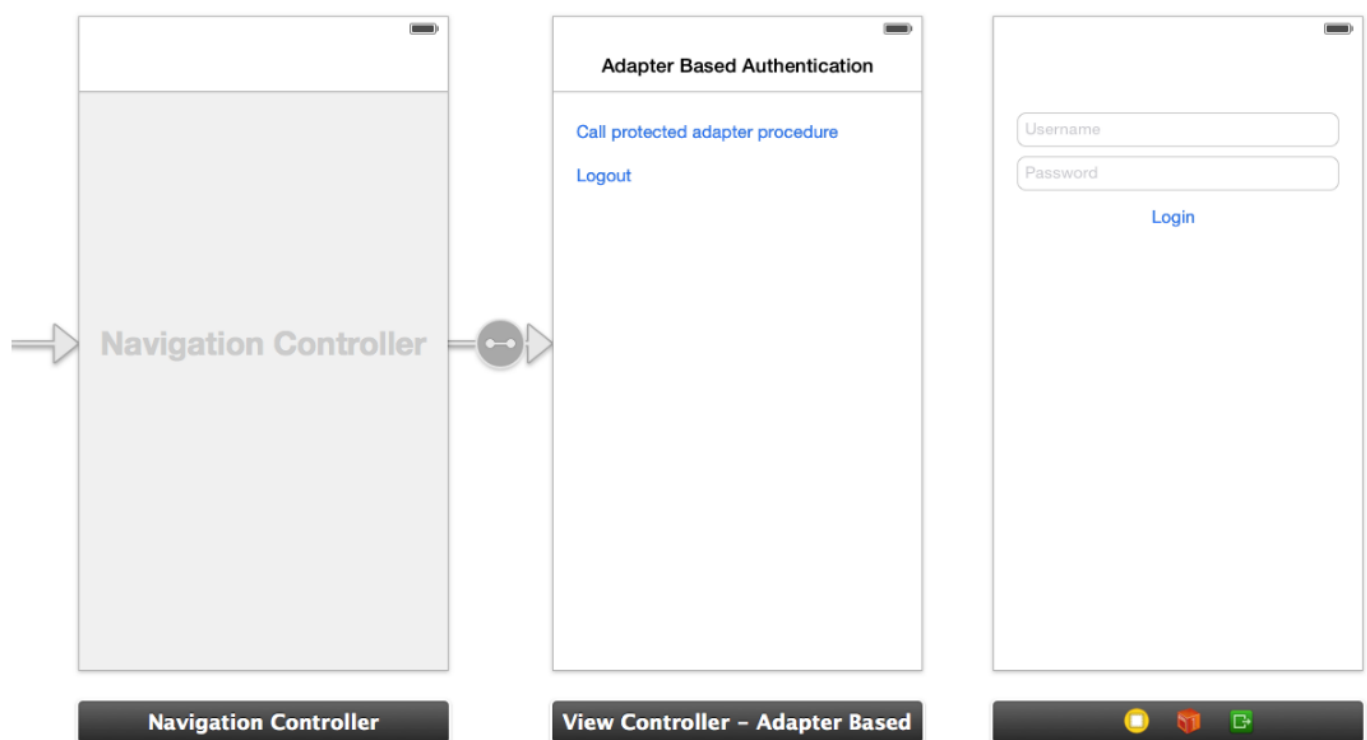 Navigation Controller
Navigation Controller
Adapter Based Authentication
Call protected adapter procedure
Logout
View Controller – Adapter Based
Username
Password
Login